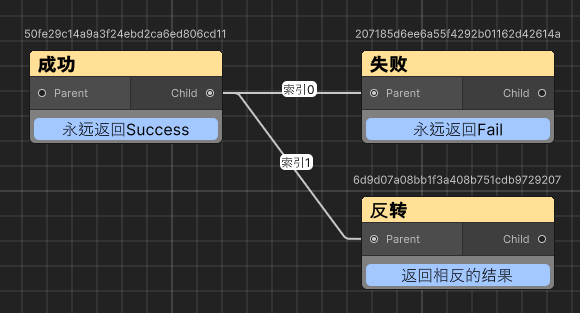 50fe29c14a9a3f24ebd2ca6ed806cd11
成功
Parent
Child
永远返回Success
索引0
索引1
207185d6ee6a55f4292b01162d42614a
失败
Parent
Child
永远返回Fail
6d9d07a08bb1f3a408b751cdb9729207
反转
Parent
Child
返回相反的结果